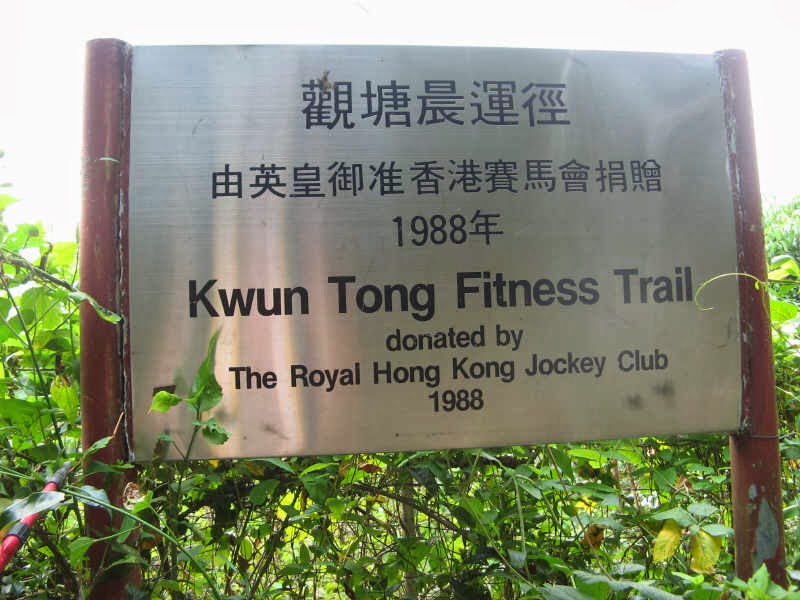 觀塘晨運徑
由英皇御准香港賽馬會捐贈
1988年
Kwun Tong Fitness Trail
donated by
The Royal Hong Kong Jockey Club
1988